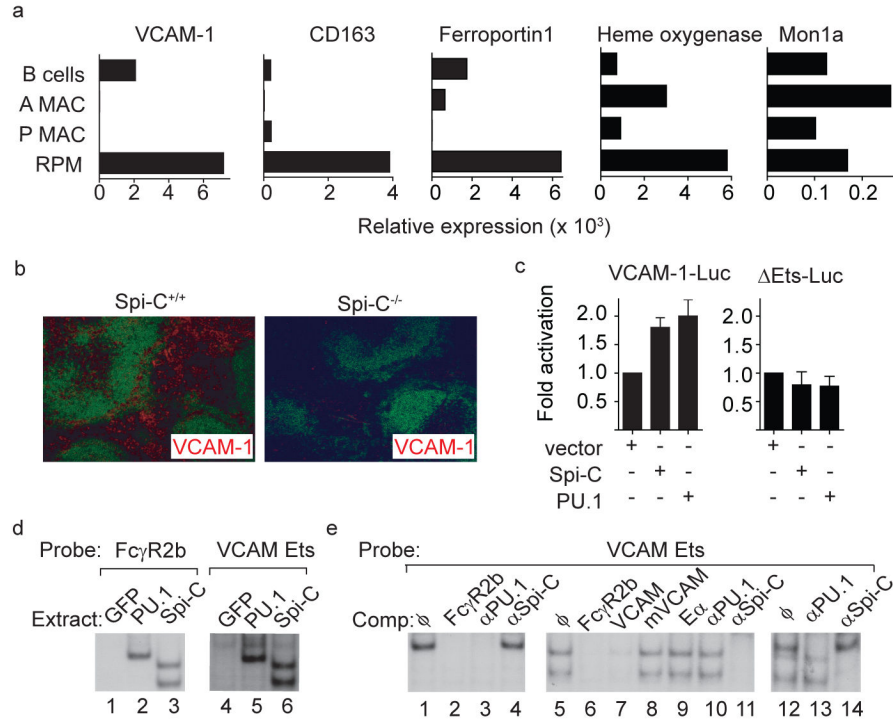 a
VCAM-1 CD163 Ferroportin1 Heme oxygenase Mon1a
B cells
A MAC
P MAC
RPM
0 2 4 6 0 2 4 0 2 4 6 0 2 4 6 0 0.1 0.2
Relative expression (x 10³)
b
Spi-C+/+ Spi-C-/-
VCAM-1 VCAM-1
c
VCAM-1-Luc ΔEts-Luc
Fold activation
2.0 2.0
1.5 1.5
1.0 1.0
0.5 0.5
vector + - - + - -
Spi-C - + - - + -
PU.1 - - + - - +
d
Probe: FcγR2b VCAM Ets
Extract: GFP PU.1 Spi-C GFP PU.1 Spi-C
1 2 3 4 5 6
e
Probe: VCAM Ets
Comp: ϕ FcγR2b αPU.1 αSpi-C ϕ FcγR2b VCAM mVCAM Eα αPU.1 αSpi-C ϕ αPU.1 αSpi-C
1 2 3 4 5 6 7 8 9 10 11 12 13 14